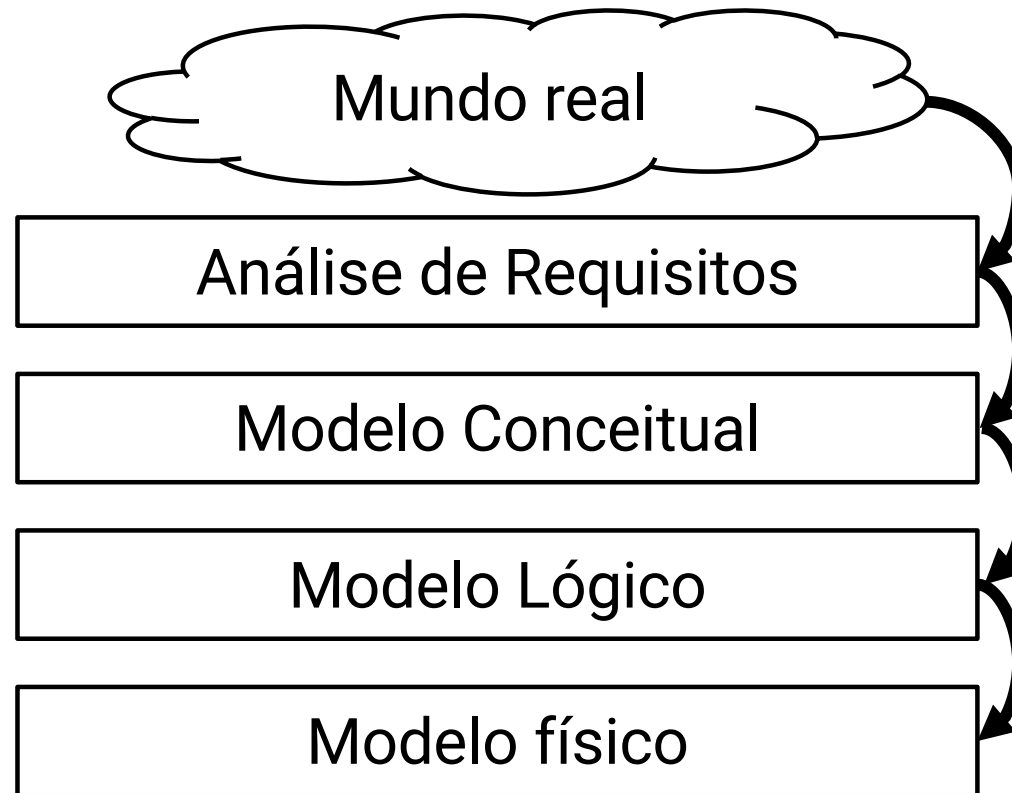 Mundo real
Análise de Requisitos
Modelo Conceitual
Modelo Lógico
Modelo físico